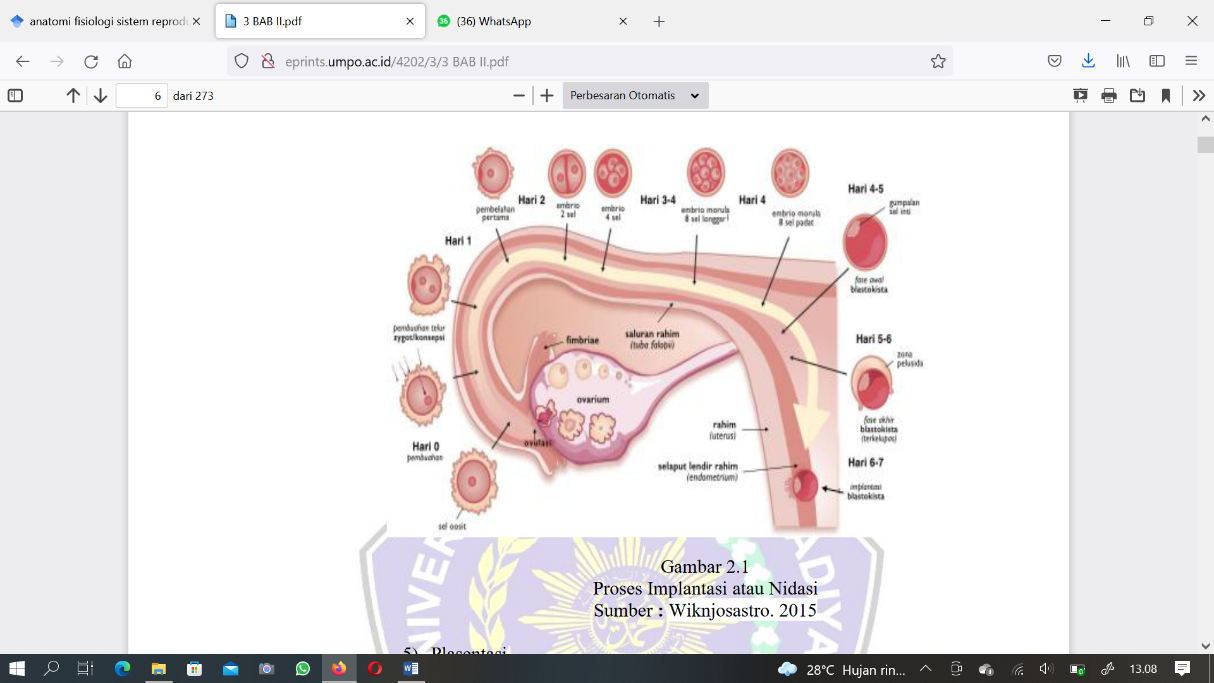 anatomi fisiologi sistem reprodu
3 BAB II.pdf
(36) WhatsApp
eprints.umpo.ac.id/4202/3/3 BAB II.pdf
6 dari 273
Perbesaran Otomatis
Hari 1
pembelahan
pertama
Hari 2
embrio
2 sel
embrio
4 sel
Hari 3-4
embrio morula
8 sel longgar
Hari 4
embrio morula
8 sel padat
Hari 4-5
gumpalan
sel inti
fase awal
blastokista
pembuahan telur
zygot/konsepsi
fimbriae
saluran rahim
(tuba falopii)
Hari 5-6
zona
pelusida
ovarium
ovulasi
fase akhir
blastokista
(terkelupas)
Hari 0
pembuahan
rahim
(uterus)
selaput lendir rahim
(endometrium)
Hari 6-7
implantasi
blastokista
sel oosit
Gambar 2.1
Proses Implantasi atau Nidasi
Sumber : Wiknjosastro. 2015
5) Plasentasi
28°C Hujan rin...
13.08